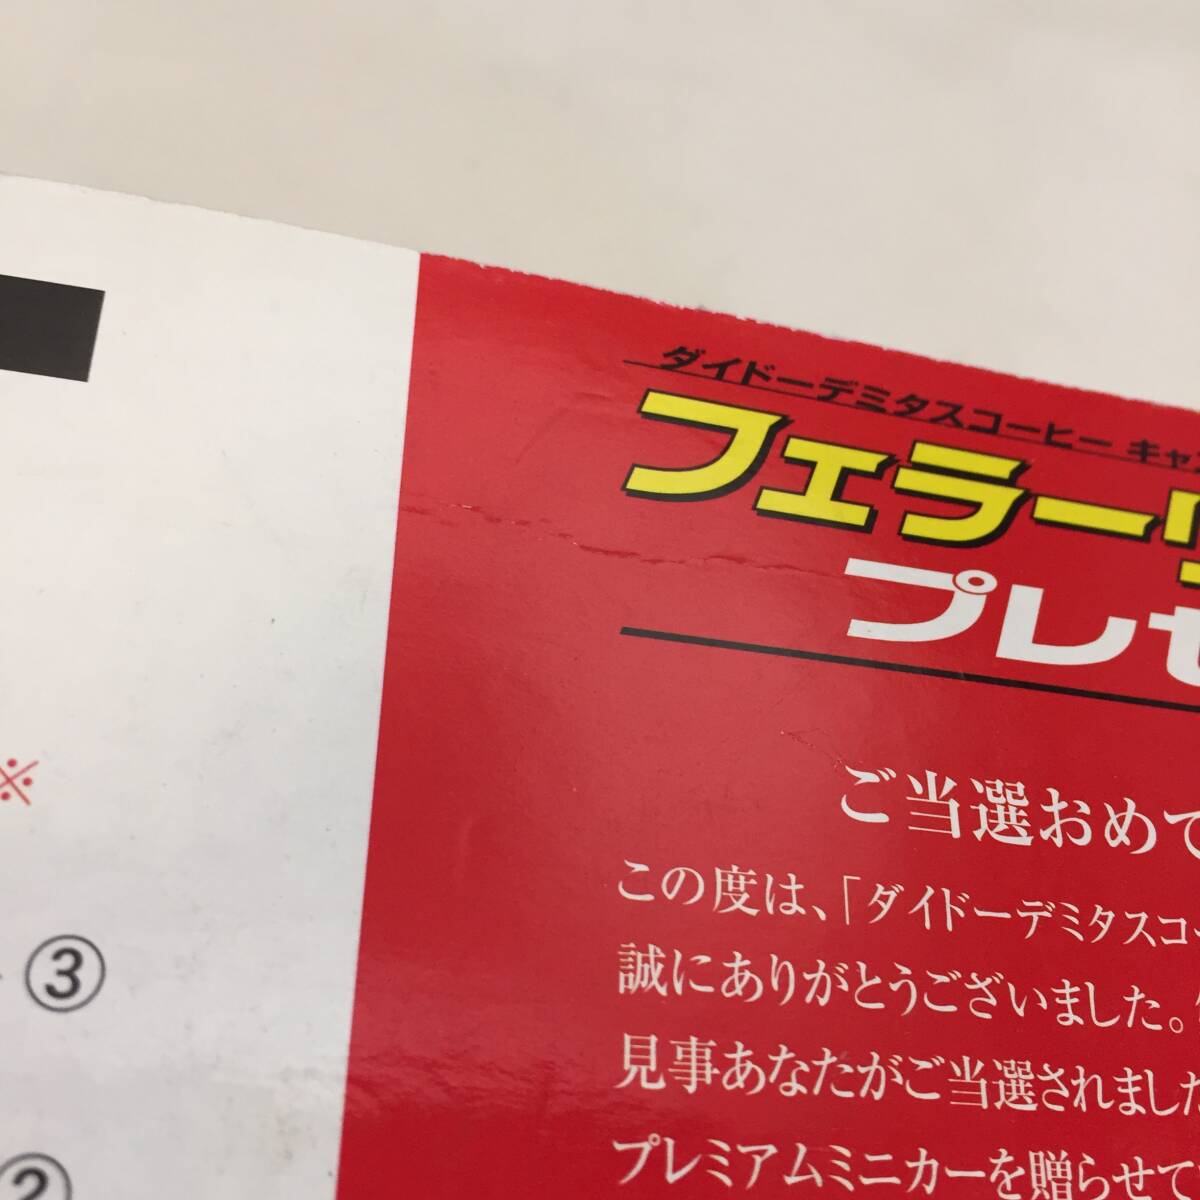 ダイドーデミタスコーヒー キャ
フェラー
プレゼ
ご当選おめで
この度は、「ダイドーデミタスコー
誠にありがとうございました。
見事あなたがご当選されました
プレミアムミニカーを贈らせて
※
③
②